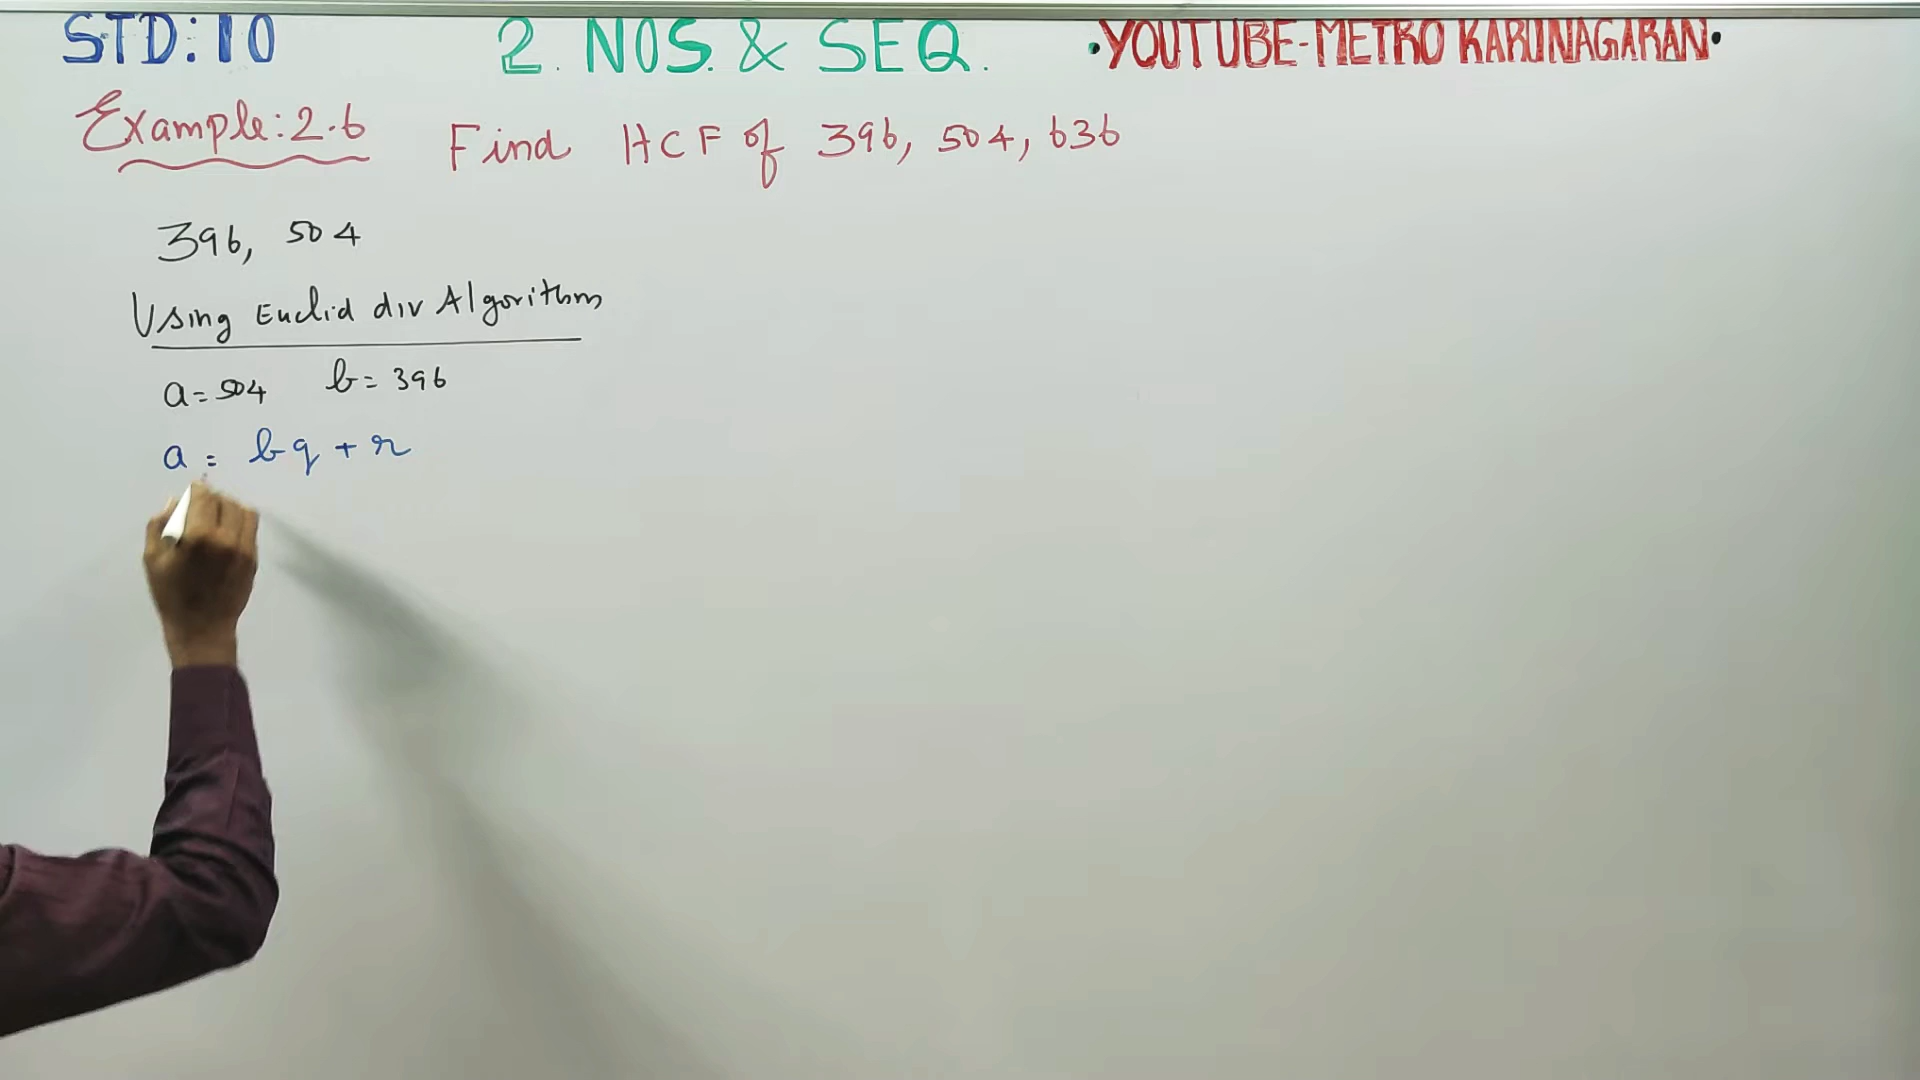 STD: 10 2. NOS. & SEQ. •YOUTUBE-METRO KARUNAGARAN•
Example: 2.6 Find HCF of 396, 504, 636
396, 504
Using Euclid div Algorithm
a = 504 b = 396
a = bq + r